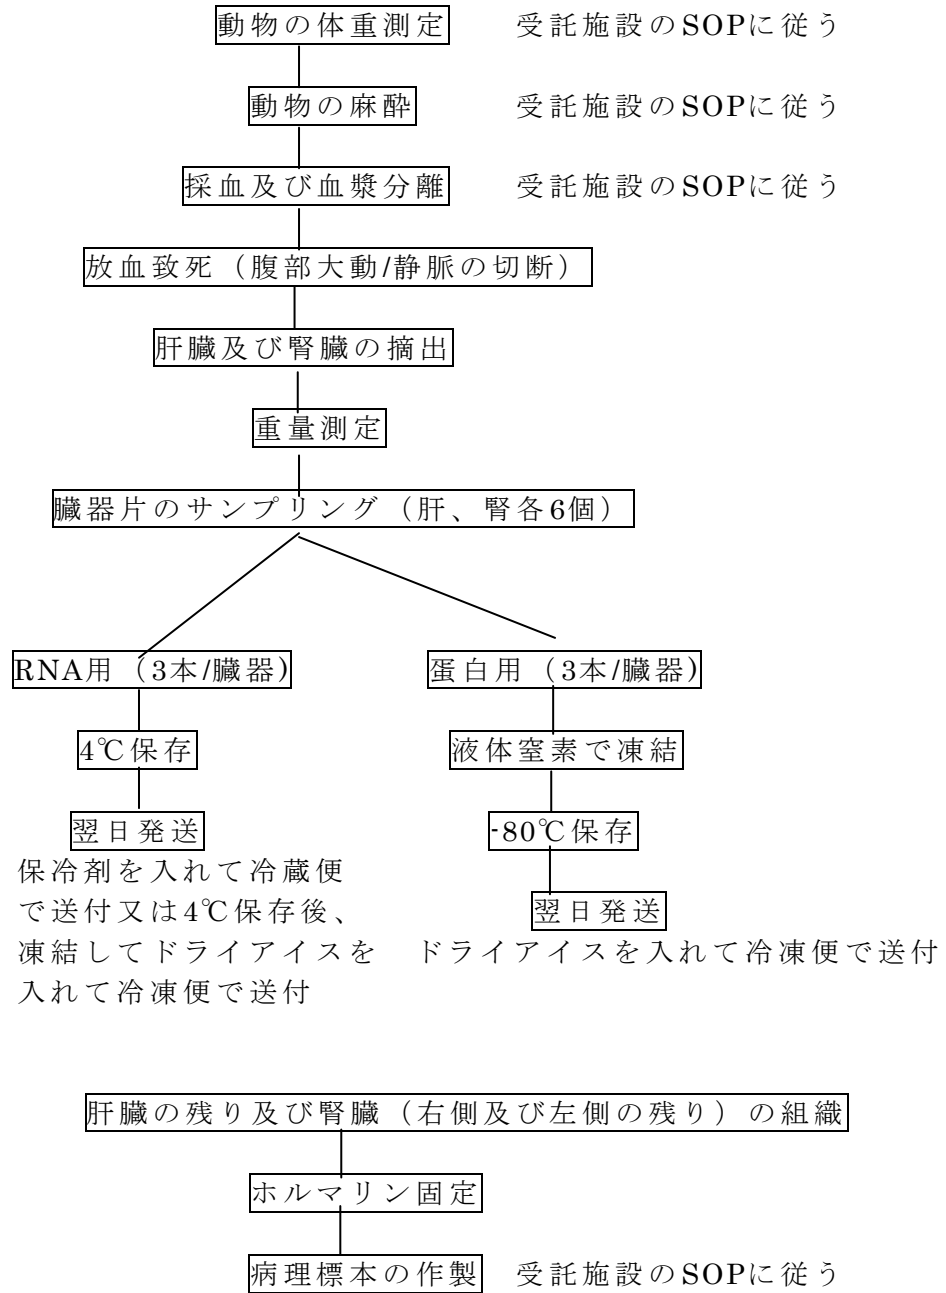 動物の体重測定 受託施設のSOPに従う
動物の麻酔 受託施設のSOPに従う
採血及び血漿分離 受託施設のSOPに従う
放血致死（腹部大動/静脈の切断）
肝臓及び腎臓の摘出
重量測定
臓器片のサンプリング（肝、腎各6個）
RNA用（3本/臓器） 蛋白用（3本/臓器）
4℃保存 液体窒素で凍結
翌日発送 -80℃保存
保冷剤を入れて冷蔵便
で送付又は4℃保存後、 翌日発送
凍結してドライアイスを ドライアイスを入れて冷凍便で送付
入れて冷凍便で送付
肝臓の残り及び腎臓（右側及び左側の残り）の組織
ホルマリン固定
病理標本の作製 受託施設のSOPに従う